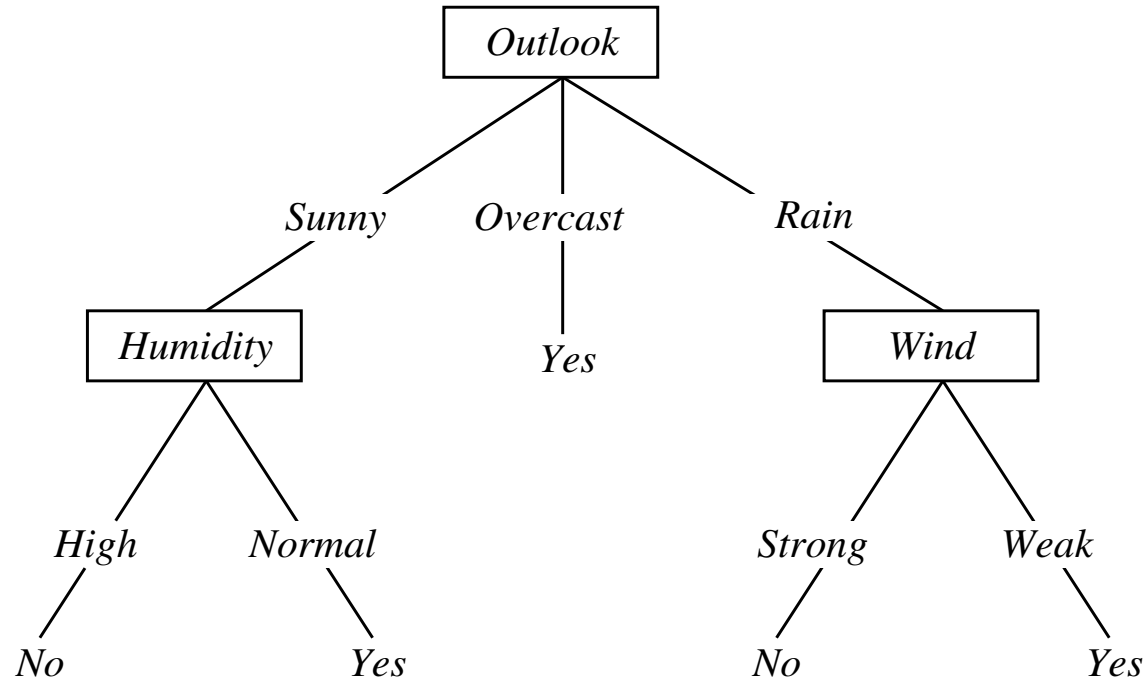 Outlook
Sunny Overcast Rain
Humidity Yes Wind
High Normal Strong Weak
No Yes No Yes